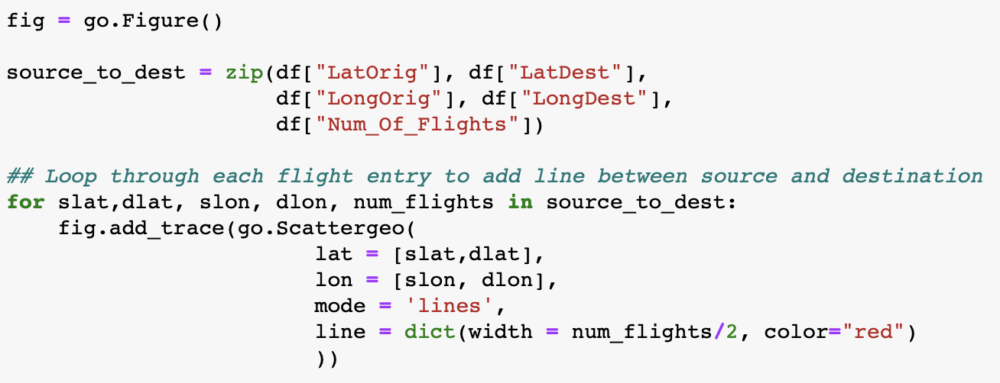 fig = go.Figure()

source_to_dest = zip(df["LatOrig"], df["LatDest"],
                     df["LongOrig"], df["LongDest"],
                     df["Num_Of_Flights"])

## Loop through each flight entry to add line between source and destination
for slat,dlat, slon, dlon, num_flights in source_to_dest:
    fig.add_trace(go.Scattergeo(
                        lat = [slat,dlat],
                        lon = [slon, dlon],
                        mode = 'lines',
                        line = dict(width = num_flights/2, color="red")
                        ))